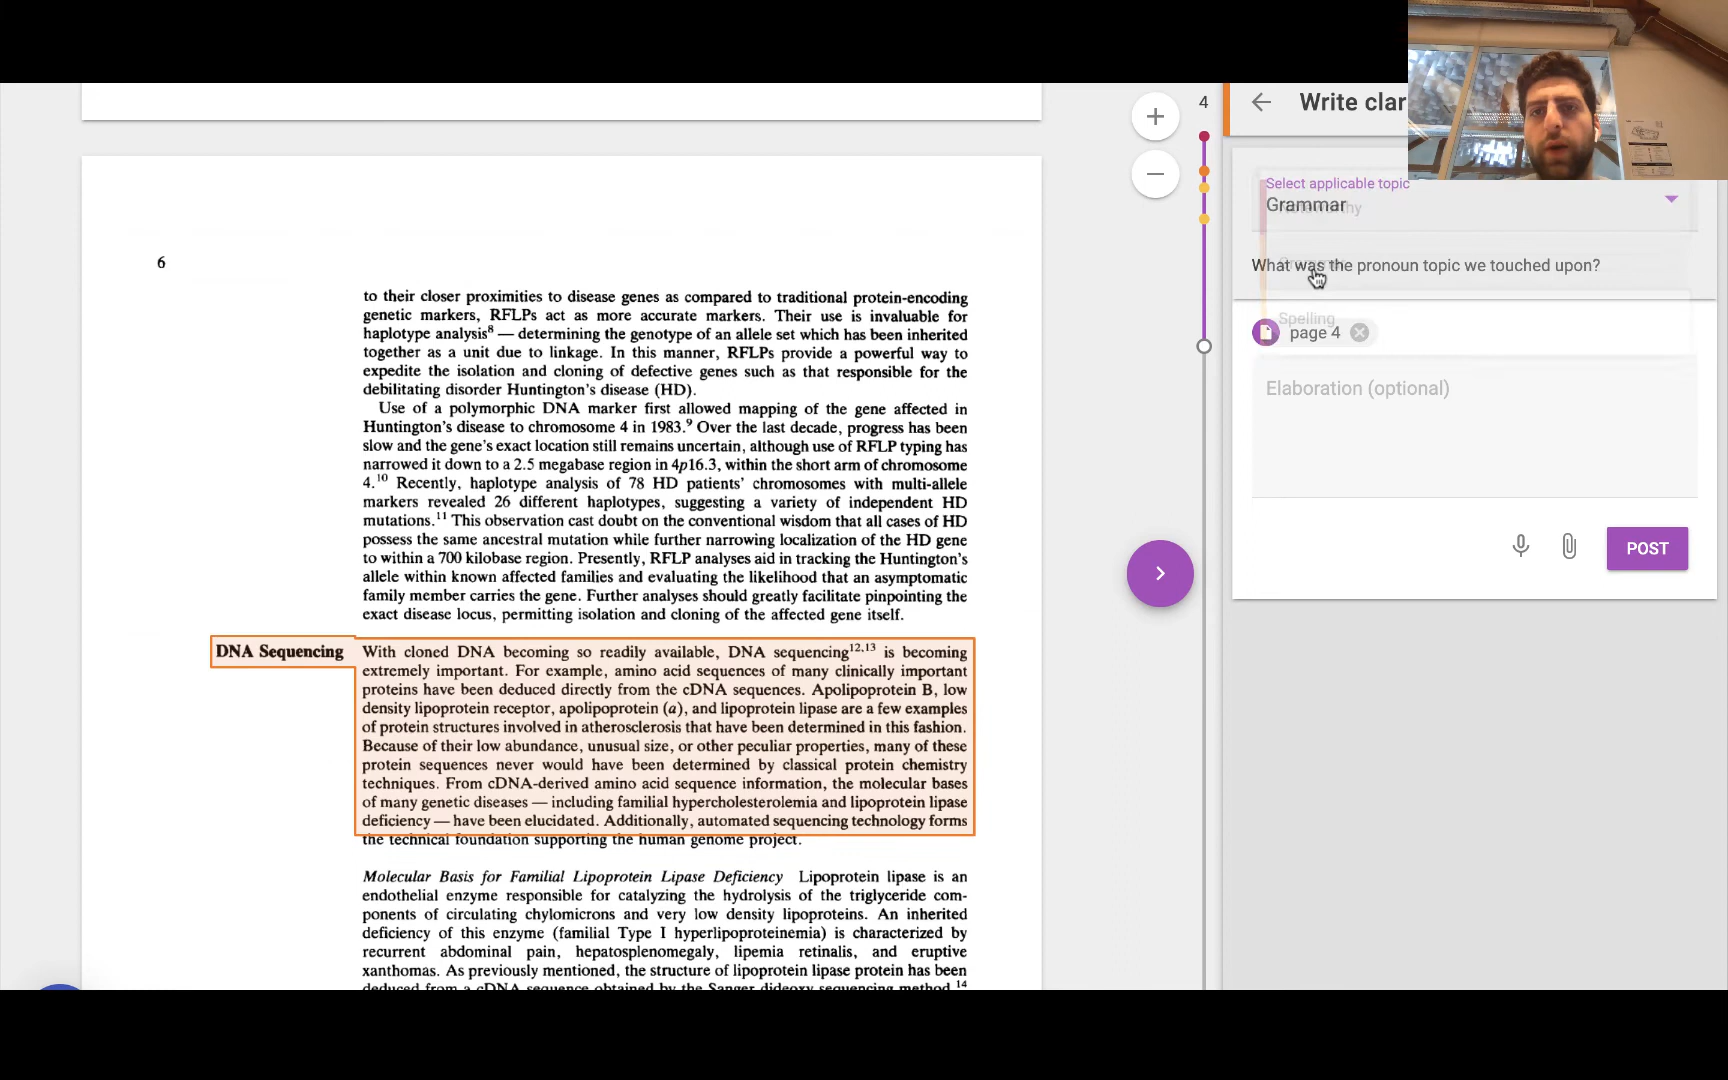 6
to their closer proximities to disease genes as compared to traditional protein-encoding
genetic markers, RFLPs act as more accurate markers. Their use is invaluable for
haplotype analysis8 — determining the genotype of an allele set which has been inherited
together as a unit due to linkage. In this manner, RFLPs provide a powerful way to
expedite the isolation and cloning of defective genes such as that responsible for the
debilitating disorder Huntington's disease (HD).
Use of a polymorphic DNA marker first allowed mapping of the gene affected in
Huntington's disease to chromosome 4 in 1983.9 Over the last decade, progress has been
slow and the gene's exact location still remains uncertain, although use of RFLP typing has
narrowed it down to a 2.5 megabase region in 4p16.3, within the short arm of chromosome
4.10 Recently, haplotype analysis of 78 HD patients' chromosomes with multi-allele
markers revealed 26 different haplotypes, suggesting a variety of independent HD
mutations.11 This observation cast doubt on the conventional wisdom that all cases of HD
possess the same ancestral mutation while further narrowing localization of the HD gene
to within a 700 kilobase region. Presently, RFLP analyses aid in tracking the Huntington's
allele within known affected families and evaluating the likelihood that an asymptomatic
family member carries the gene. Further analyses should greatly facilitate pinpointing the
exact disease locus, permitting isolation and cloning of the affected gene itself.
DNA Sequencing
With cloned DNA becoming so readily available, DNA sequencing12,13 is becoming
extremely important. For example, amino acid sequences of many clinically important
proteins have been deduced directly from the cDNA sequences. Apolipoprotein B, low
density lipoprotein receptor, apolipoprotein (a), and lipoprotein lipase are a few examples
of protein structures involved in atherosclerosis that have been determined in this fashion.
Because of their low abundance, unusual size, or other peculiar properties, many of these
protein sequences never would have been determined by classical protein chemistry
techniques. From cDNA-derived amino acid sequence information, the molecular bases
of many genetic diseases — including familial hypercholesterolemia and lipoprotein lipase
deficiency — have been elucidated. Additionally, automated sequencing technology forms
the technical foundation supporting the human genome project.
Molecular Basis for Familial Lipoprotein Lipase Deficiency Lipoprotein lipase is an
endothelial enzyme responsible for catalyzing the hydrolysis of the triglyceride com-
ponents of circulating chylomicrons and very low density lipoproteins. An inherited
deficiency of this enzyme (familial Type I hyperlipoproteinemia) is characterized by
recurrent abdominal pain, hepatosplenomegaly, lipemia retinalis, and eruptive
xanthomas. As previously mentioned, the structure of lipoprotein lipase protein has been
deduced from a cDNA sequence obtained by the Sanger dideoxy sequencing method.14
4
Write clar
Select applicable topic
Grammar
What was the pronoun topic we touched upon?
Spelling
page 4
Elaboration (optional)
POST